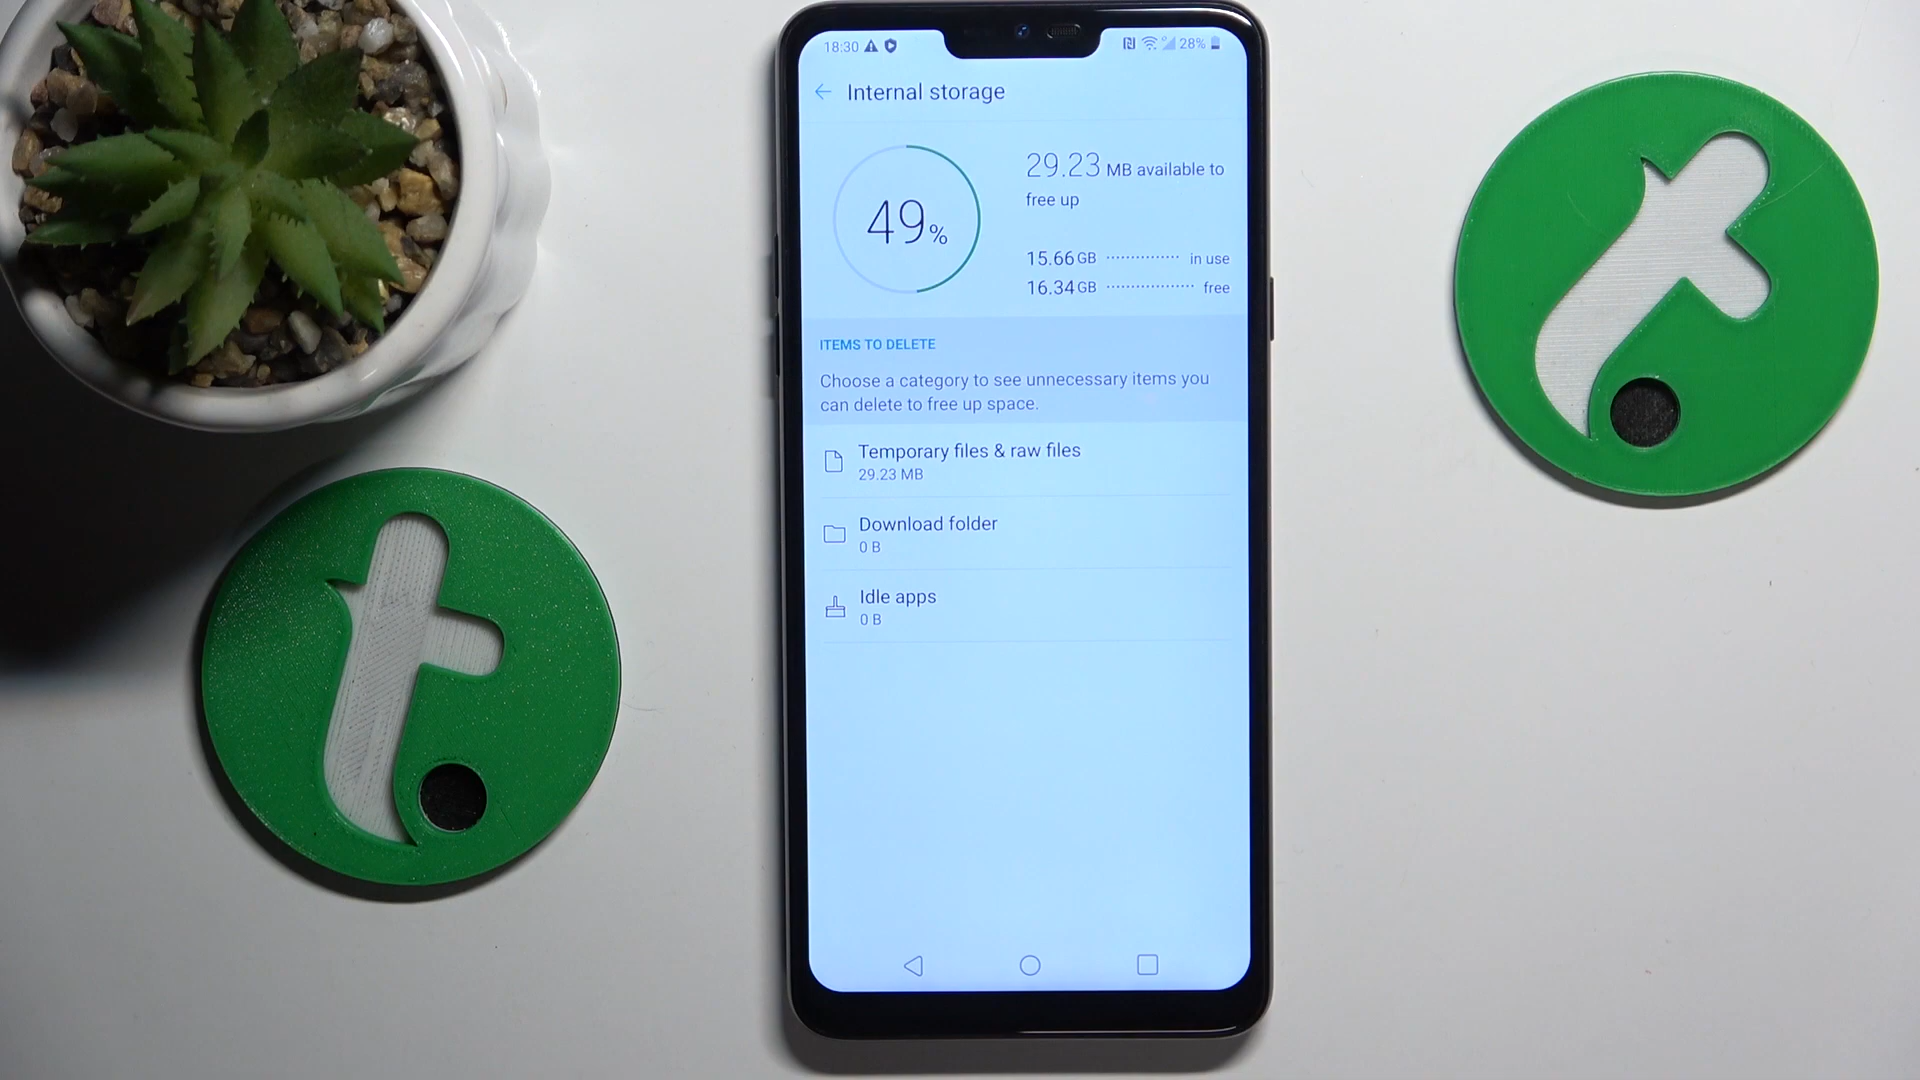 18:30
28%
Internal storage
49%
29.23 MB available to
free up
15.66 GB in use
16.34 GB free
ITEMS TO DELETE
Choose a category to see unnecessary items you
can delete to free up space.
Temporary files & raw files
29.23 MB
Download folder
0 B
Idle apps
0 B
t
t